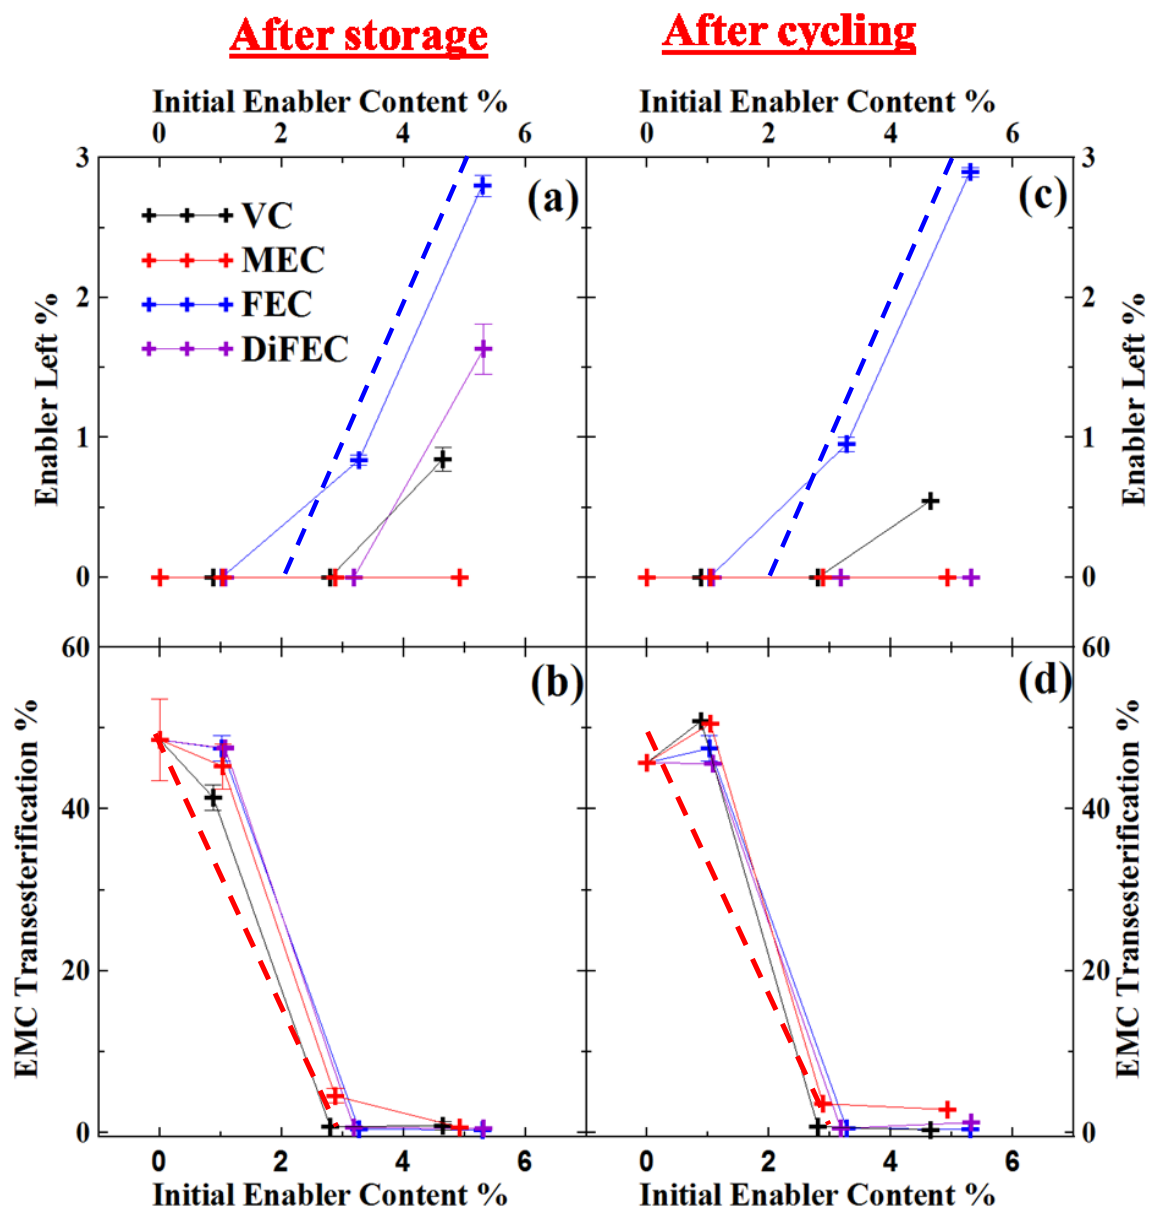 After storage
After cycling
Initial Enabler Content %
Initial Enabler Content %
0 2 4 6
0 2 4 6
3
2
1
0
Enabler Left %
(a)
VC
MEC
FEC
DiFEC
(c)
3
2
1
0
Enabler Left %
60
40
20
0
EMC Transesterification %
(b)
(d)
60
40
20
0
EMC Transesterification %
0 2 4 6
0 2 4 6
Initial Enabler Content %
Initial Enabler Content %